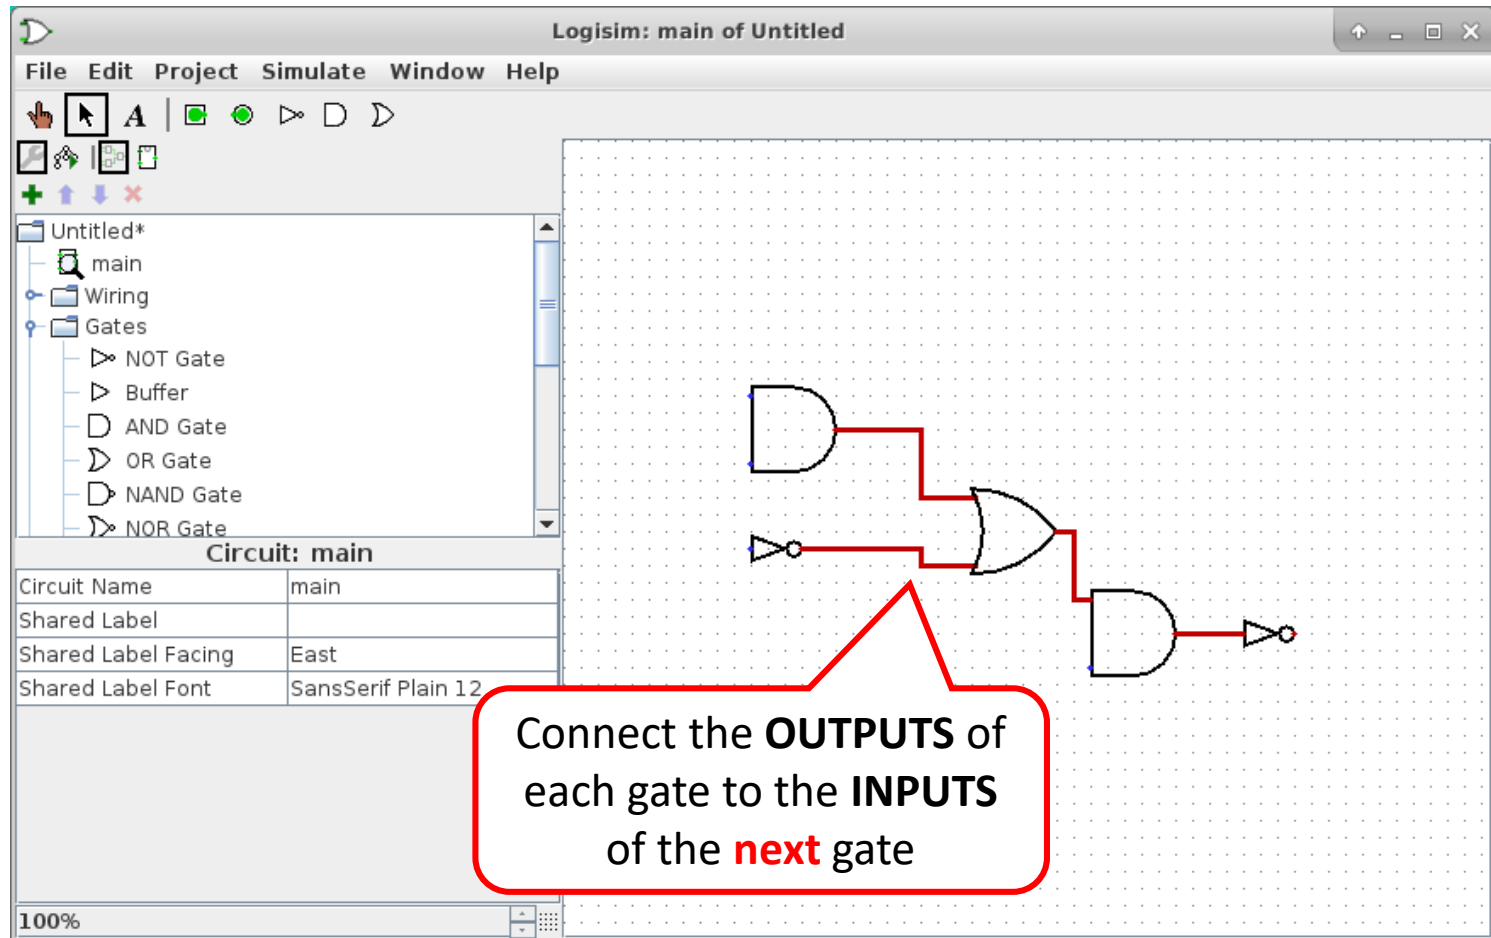 Logisim: main of Untitled
File Edit Project Simulate Window Help
A
Untitled*
main
Wiring
Gates
NOT Gate
Buffer
AND Gate
OR Gate
NAND Gate
NOR Gate
Circuit: main
Circuit Name main
Shared Label
Shared Label Facing East
Shared Label Font SansSerif Plain 12
100%
Connect the OUTPUTS of
each gate to the INPUTS
of the next gate